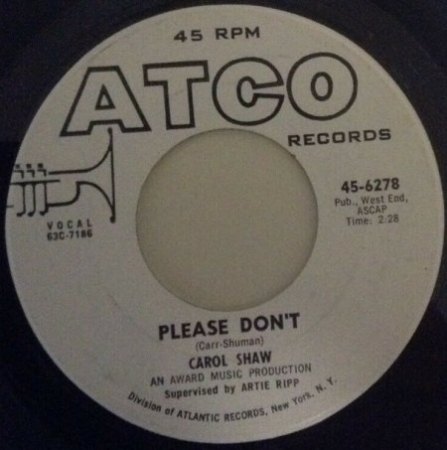 45 RPM
ATCO
RECORDS
45-6278
Pub., West End,
ASCAP
Time: 2.28
VOCAL
63C-7186
PLEASE DON'T
(Carr-Shuman)
CAROL SHAW
AN AWARD MUSIC PRODUCTION
Supervised by ARTIE RIPP
Division of ATLANTIC RECORDS, New York, N. Y.